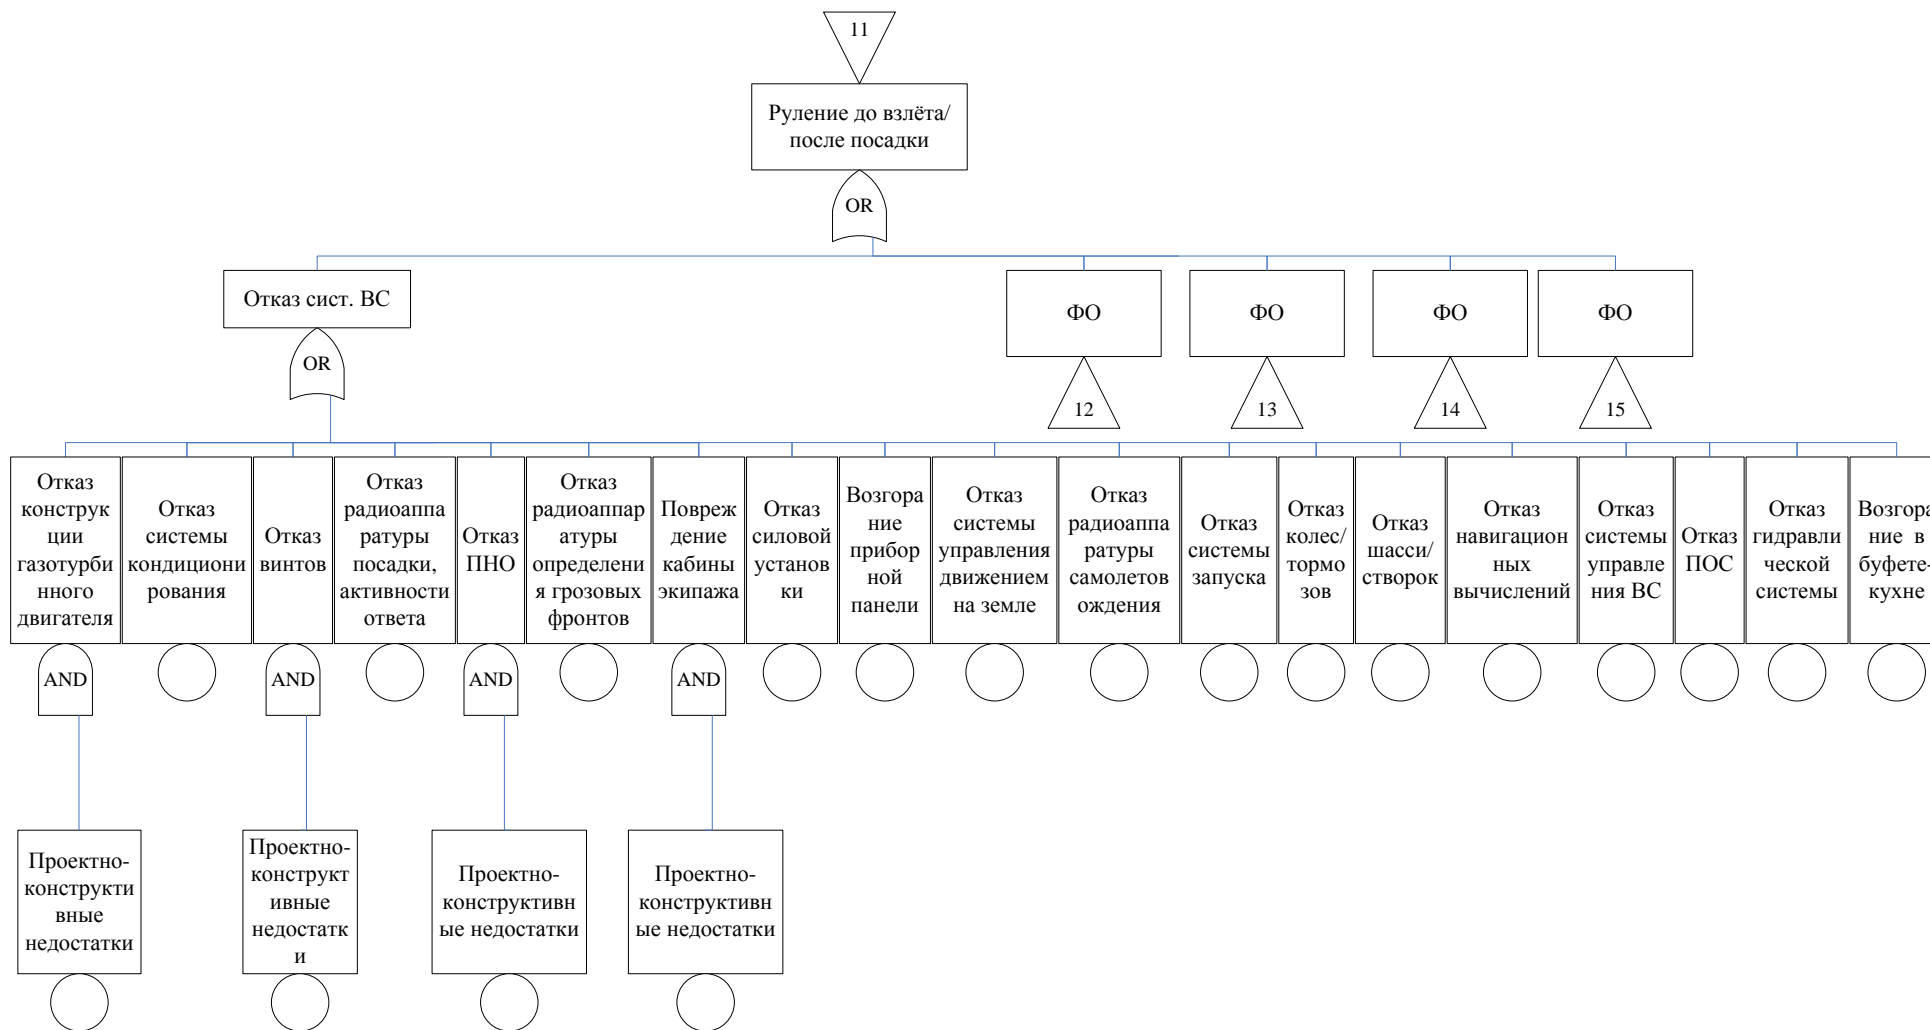 11
Руление до взлёта/
после посадки
OR
Отказ сист. ВС
ФО
ФО
ФО
ФО
OR
12
13
14
15
Отказ
конструк
ции
газотурби
нного
двигателя
Отказ
системы
кондициони
рования
Отказ
винтов
Отказ
радиоаппа
ратуры
посадки,
активности
ответа
Отказ
ПНО
Отказ
радиоаппар
атуры
определени
я грозовых
фронтов
Повреж
дение
кабины
экипажа
Отказ
силовой
установ
ки
Возгора
ние
прибор
ной
панели
Отказ
системы
управления
движением
на земле
Отказ
радиоаппа
ратуры
самолетов
ождения
Отказ
системы
запуска
Отказ
колес/
тормо
зов
Отказ
шасси/
створок
Отказ
навигацион
ных
вычислений
Отказ
системы
управле
ния ВС
Отказ
ПОС
Отказ
гидравли
ческой
системы
Возгора
ние в
буфете-
кухне
AND
AND
AND
AND
Проектно-
конструкти
вные
недостатки
Проектно-
конструкт
ивные
недостатк
и
Проектно-
конструктивн
ые недостатки
Проектно-
конструктивн
ые недостатки